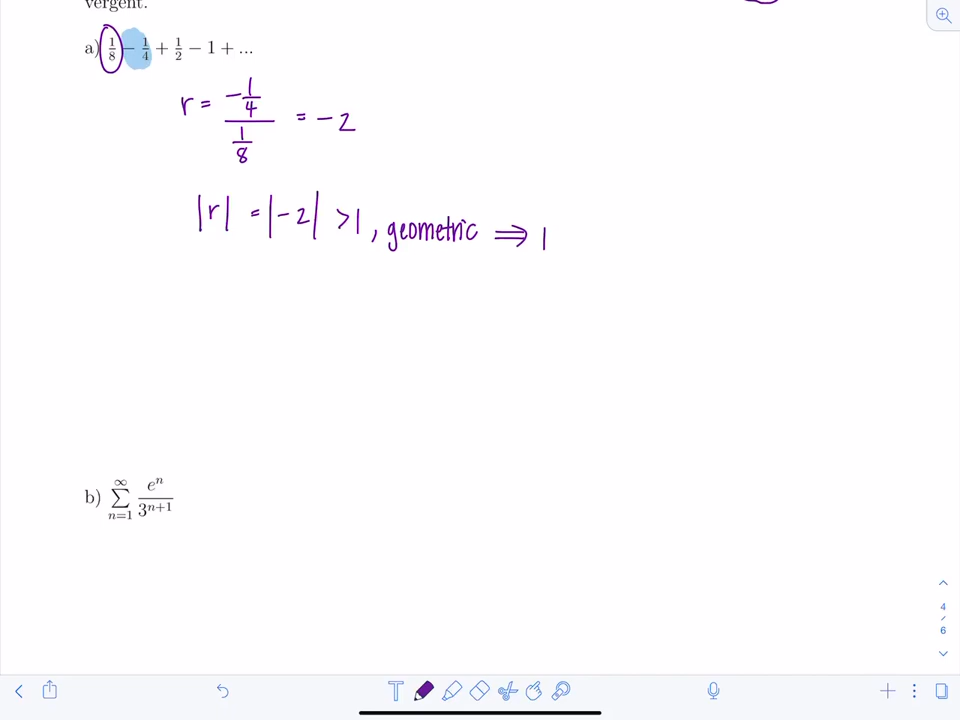 vergent.
a) 1/8 − 1/4 + 1/2 − 1 + ...
r = (−1/4)/(1/8) = −2
|r| = |−2| > 1, geometric ⟹ 1
b) ∑_{n=1}^{∞} e^n/3^{n+1}
4
/
6
T